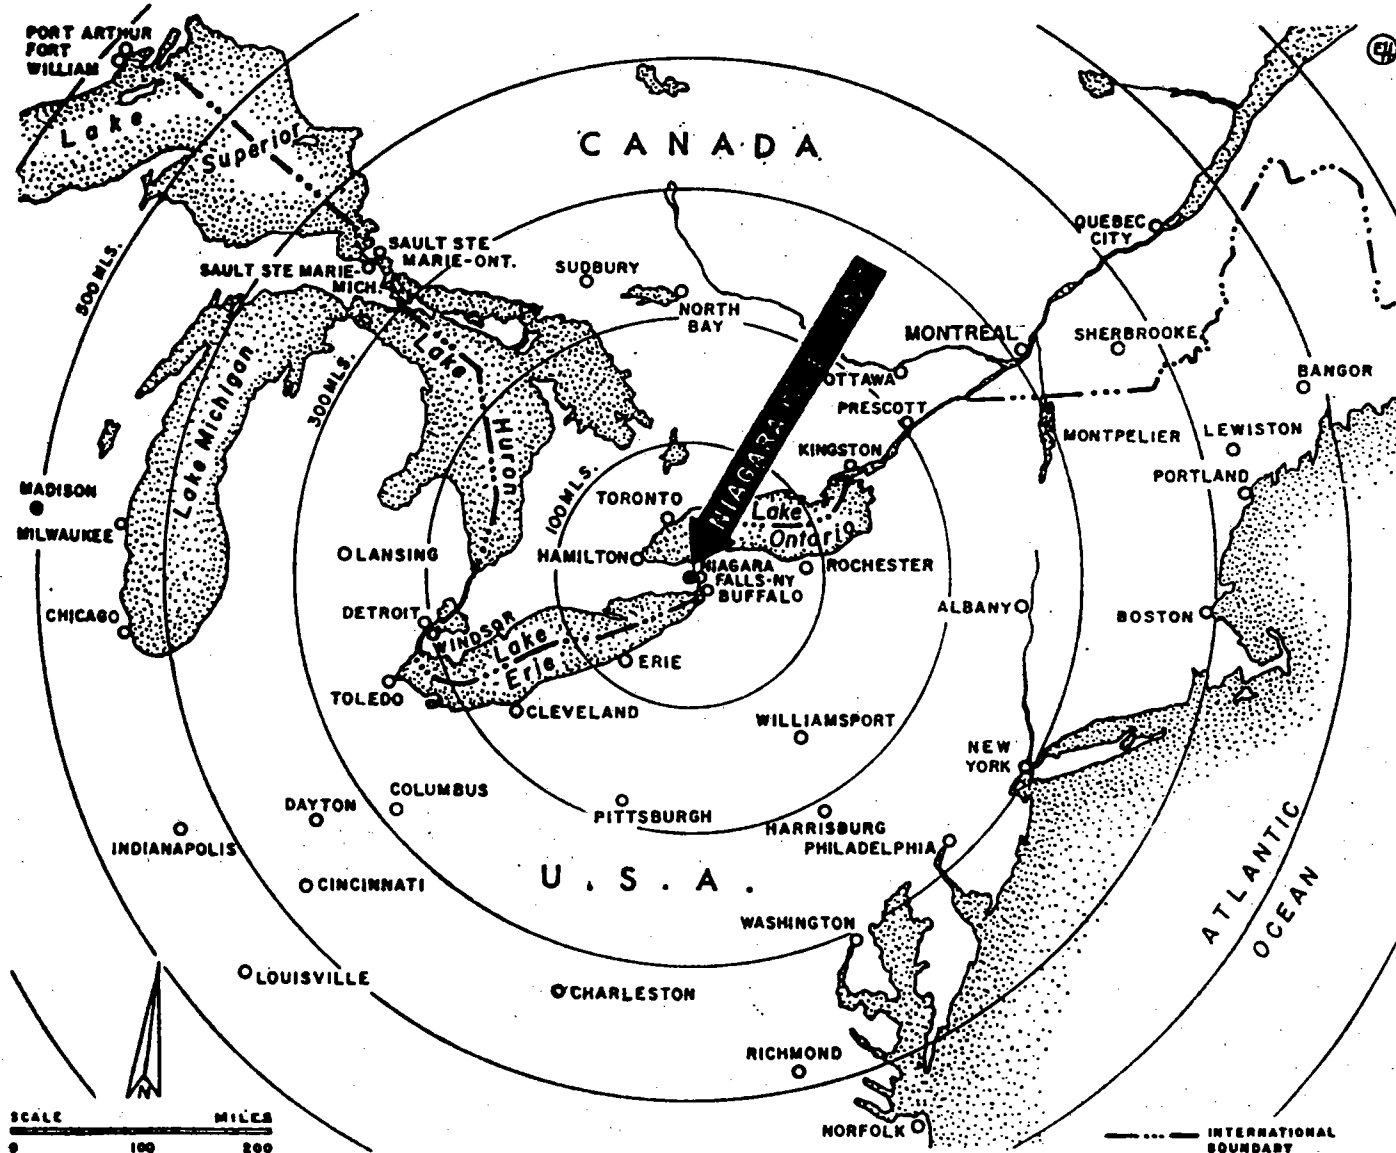 PORT ARTHUR
FORT
WILLIAM
Lake
Superior
CANADA
QUEBEC
CITY
500 MLS.
SAULT STE
MARIE-ONT.
SAULT STE MARIE-
MICH.
SUDBURY
NORTH
BAY
MONTREAL
SHERBROOKE
BANGOR
Lake
Huron
Lake Michigan
300 MLS.
OTTAWA
PRESCOTT
KINGSTON
MONTPELIER
LEWISTON
PORTLAND
NIAGARA
MADISON
MILWAUKEE
100 MLS.
TORONTO
Lake
Ontario
LANSING
HAMILTON
NIAGARA
FALLS-NY
BUFFALO
ROCHESTER
CHICAGO
DETROIT
WINDSOR
Lake
Erie
ERIE
ALBANY
BOSTON
TOLEDO
CLEVELAND
WILLIAMSPORT
NEW
YORK
COLUMBUS
DAYTON
PITTSBURGH
HARRISBURG
PHILADELPHIA
INDIANAPOLIS
CINCINNATI
U.S.A.
WASHINGTON
ATLANTIC
OCEAN
LOUISVILLE
CHARLESTON
RICHMOND
NORFOLK
N
SCALE MILES
0 100 200
INTERNATIONAL
BOUNDARY